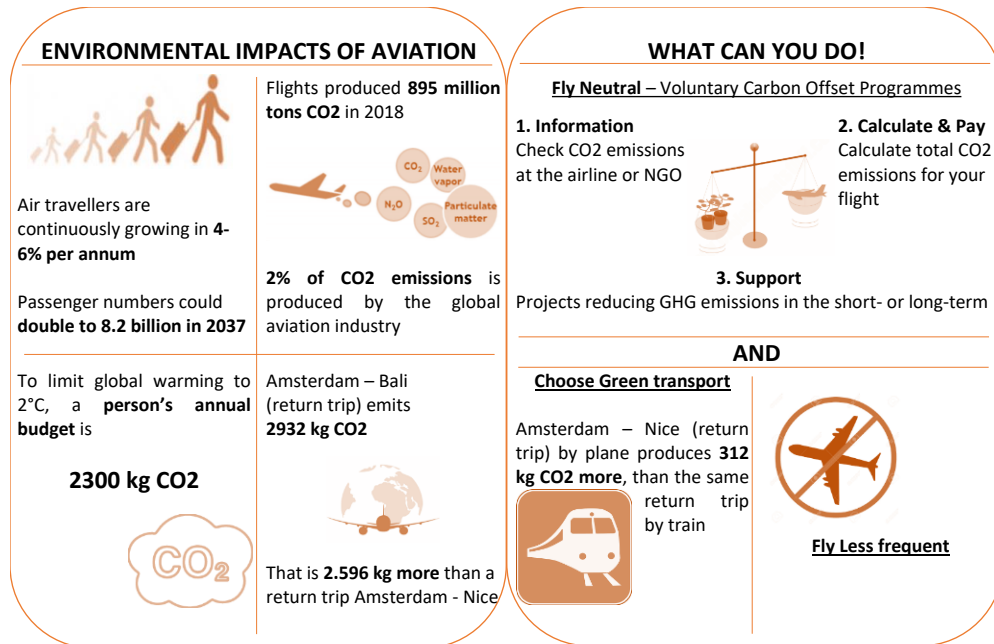 ENVIRONMENTAL IMPACTS OF AVIATION
Air travellers are
continuously growing in 4-
6% per annum
Passenger numbers could
double to 8.2 billion in 2037
Flights produced 895 million
tons CO2 in 2018
CO₂
Water
vapor
N₂O
SO₂
Particulate
matter
2% of CO2 emissions is
produced by the global
aviation industry
To limit global warming to
2°C, a person’s annual
budget is
2300 kg CO2
CO₂
Amsterdam – Bali
(return trip) emits
2932 kg CO2
That is 2.596 kg more than a
return trip Amsterdam - Nice
WHAT CAN YOU DO!
Fly Neutral – Voluntary Carbon Offset Programmes
1. Information
Check CO2 emissions
at the airline or NGO
2. Calculate & Pay
Calculate total CO2
emissions for your
flight
3. Support
Projects reducing GHG emissions in the short- or long-term
AND
Choose Green transport
Amsterdam – Nice (return
trip) by plane produces 312
kg CO2 more, than the same
return trip
by train
Fly Less frequent